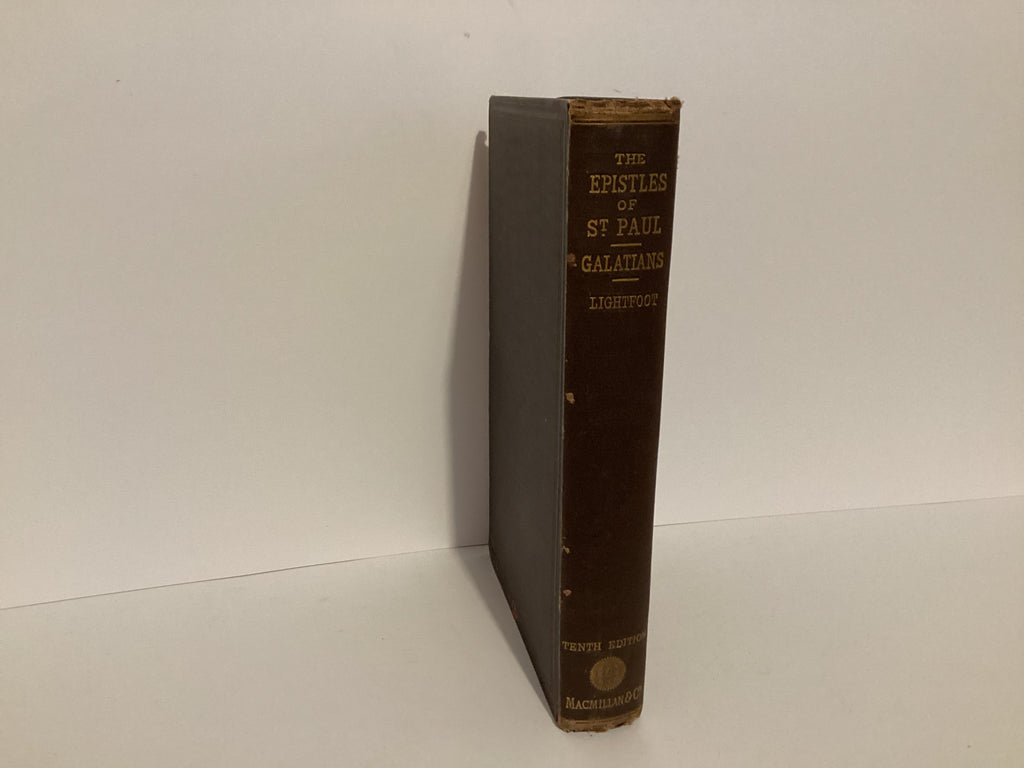 THE
EPISTLES
OF
ST PAUL
GALATIANS
LIGHTFOOT
TENTH EDITION
MACMILLAN & CO